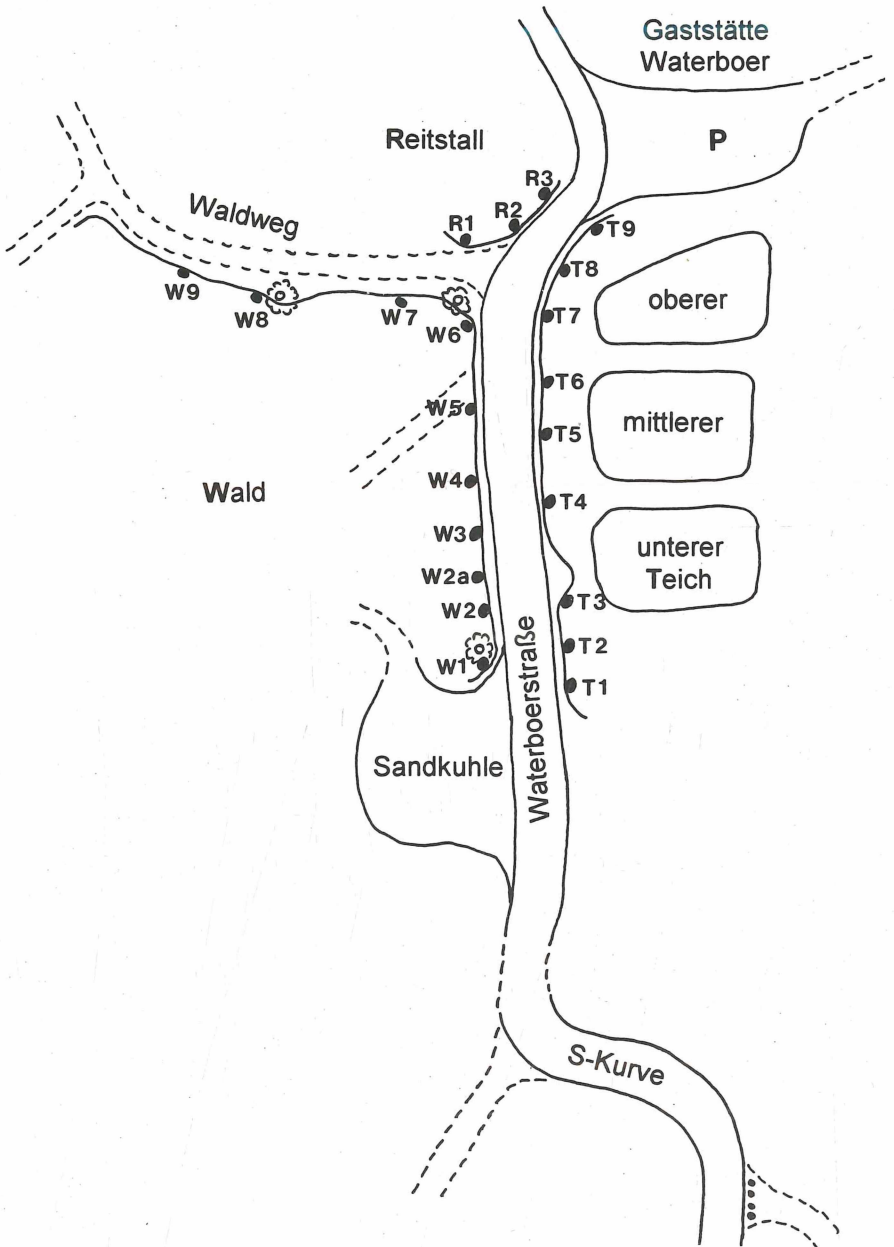 Gaststätte
Waterboer
Reitstall
P
R3
R2
R1
T9
Waldweg
T8
W9
W8
W7
W6
T7
oberer
T6
W5
T5
mittlerer
Wald
W4
T4
W3
unterer
Teich
W2a
W2
T3
W1
T2
T1
Waterboerstraße
Sandkuhle
S-Kurve